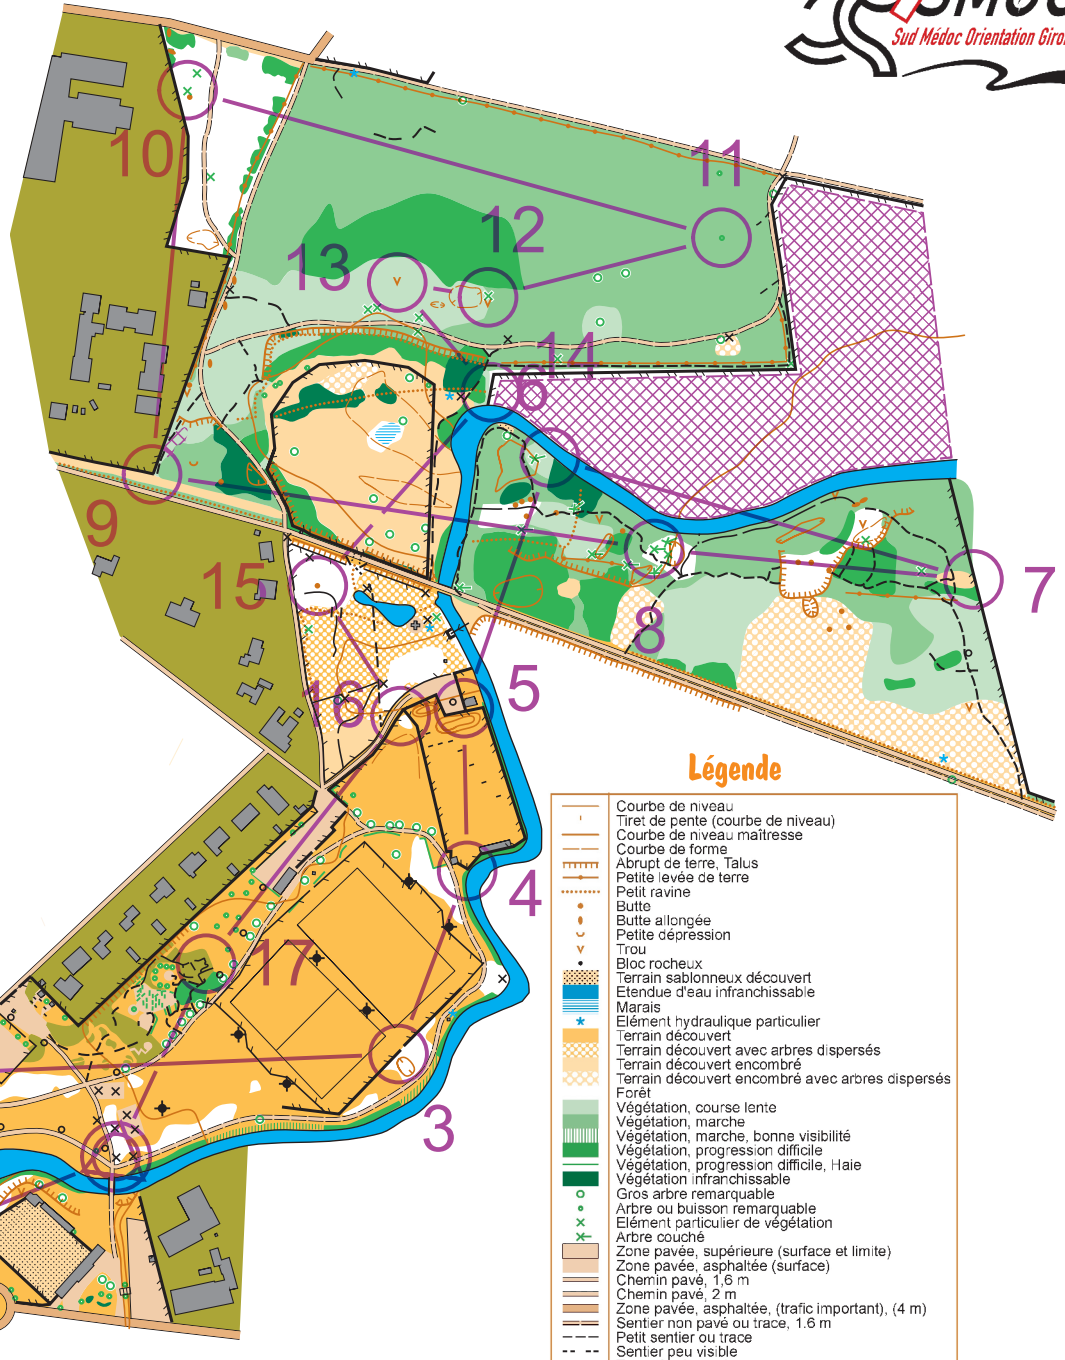 Sud Médoc Orientation
10
11
12
13
14
6
9
15
7
8
16
5
4
17
3
Légende
Courbe de niveau
Tiret de pente (courbe de niveau)
Courbe de niveau maîtresse
Courbe de forme
Abrupt de terre, Talus
Petite levée de terre
Petit ravine
Butte
Butte allongée
Petite dépression
Trou
Bloc rocheux
Terrain sablonneux découvert
Etendue d'eau infranchissable
Marais
Elément hydraulique particulier
Terrain découvert
Terrain découvert avec arbres dispersés
Terrain découvert encombré
Terrain découvert encombré avec arbres dispersés
Forêt
Végétation, course lente
Végétation, marche
Végétation, marche, bonne visibilité
Végétation, progression difficile
Végétation, progression difficile, Haie
Végétation infranchissable
Gros arbre remarquable
Arbre ou buisson remarquable
Elément particulier de végétation
Arbre couché
Zone pavée, supérieure (surface et limite)
Zone pavée, asphaltée (surface)
Chemin pavé, 1,6 m
Chemin pavé, 2 m
Zone pavée, asphaltée, (trafic important), (4 m)
Sentier non pavé ou trace, 1.6 m
Petit sentier ou trace
Sentier peu visible